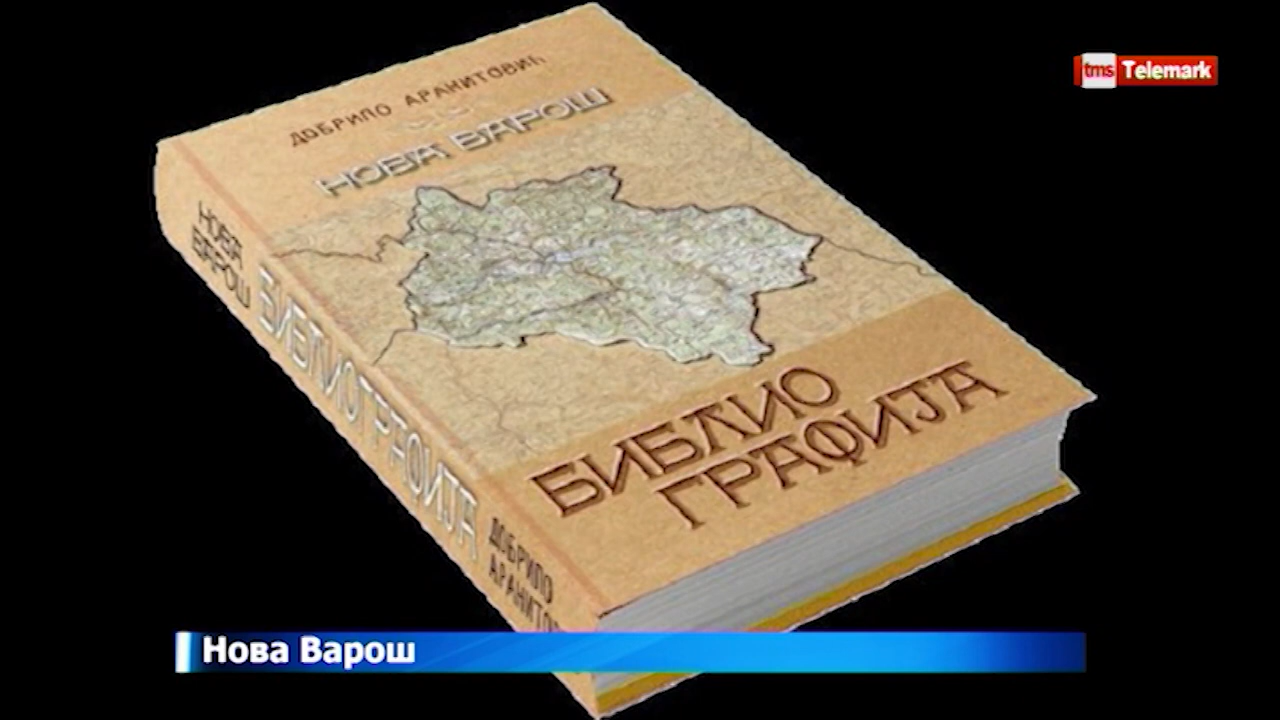 tms Telemark
ДОБРИЛО АРАНИТОВИЋ
НОВА ВАРОШ
БИБЛИО
ГРАФИЈА
НОВА
ВАРОШ
БИБЛИОГРАФИЈА
ДОБРИЛО
Нова Варош